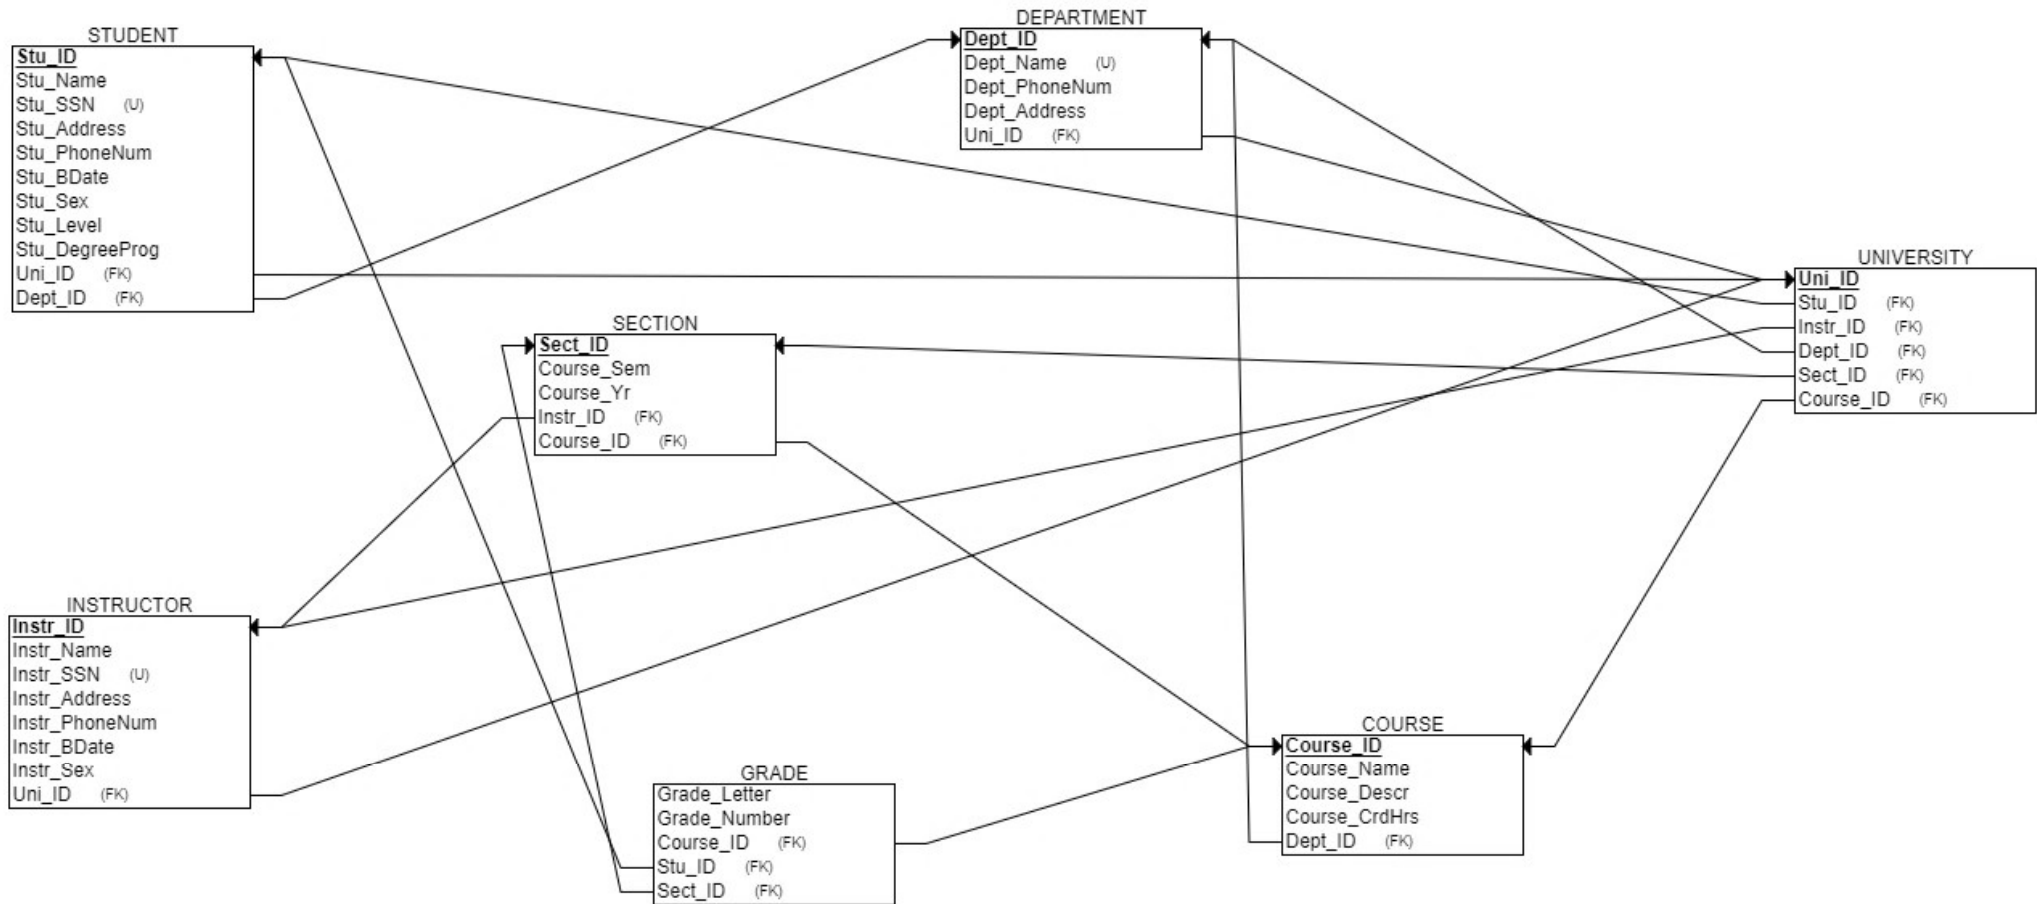 STUDENT
Stu_ID
Stu_Name
Stu_SSN (U)
Stu_Address
Stu_PhoneNum
Stu_BDate
Stu_Sex
Stu_Level
Stu_DegreeProg
Uni_ID (FK)
Dept_ID (FK)
DEPARTMENT
Dept_ID
Dept_Name (U)
Dept_PhoneNum
Dept_Address
Uni_ID (FK)
UNIVERSITY
Uni_ID
Stu_ID (FK)
Instr_ID (FK)
Dept_ID (FK)
Sect_ID (FK)
Course_ID (FK)
SECTION
Sect_ID
Course_Sem
Course_Yr
Instr_ID (FK)
Course_ID (FK)
INSTRUCTOR
Instr_ID
Instr_Name
Instr_SSN (U)
Instr_Address
Instr_PhoneNum
Instr_BDate
Instr_Sex
Uni_ID (FK)
GRADE
Grade_Letter
Grade_Number
Course_ID (FK)
Stu_ID (FK)
Sect_ID (FK)
COURSE
Course_ID
Course_Name
Course_Descr
Course_CrdHrs
Dept_ID (FK)